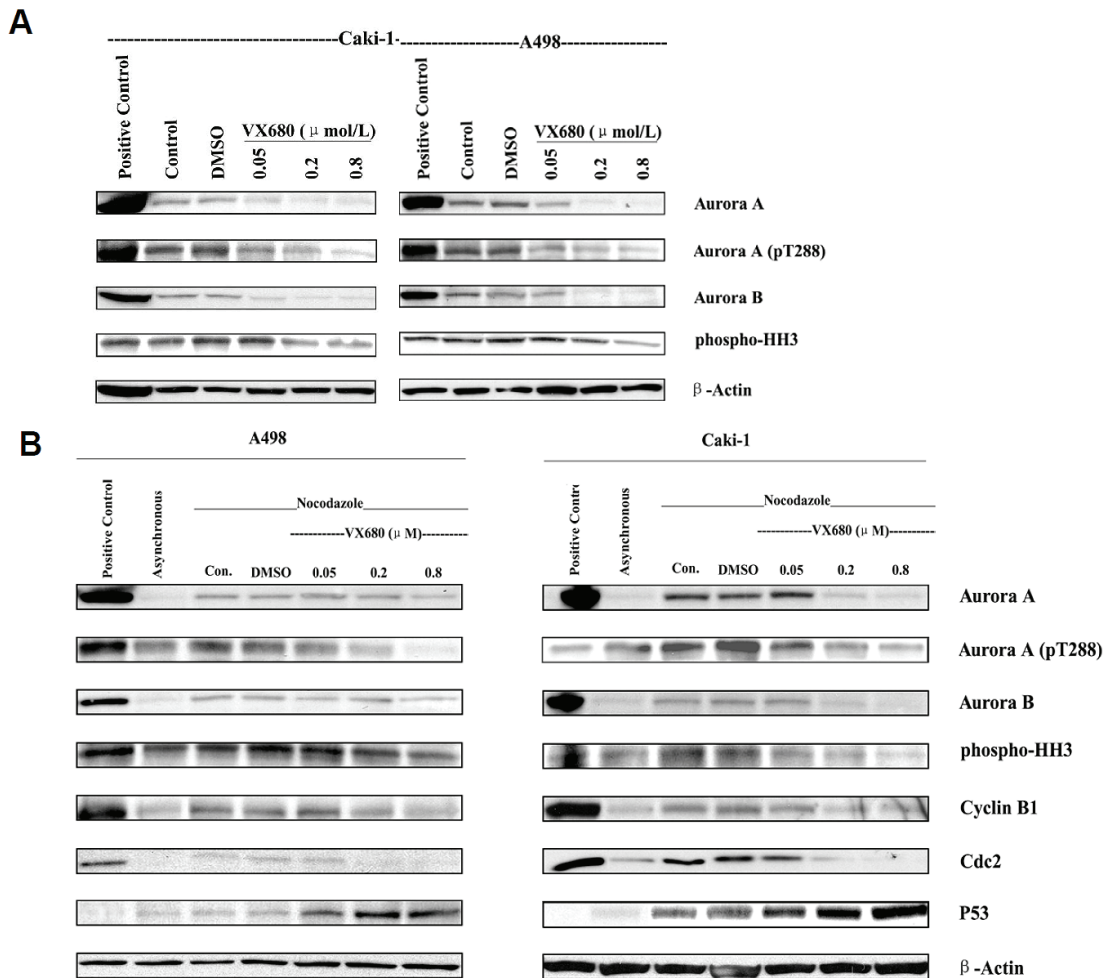 A
Caki-1
A498
Positive Control
Control
DMSO
VX680 ( μ mol/L)
0.05
0.2
0.8
Positive Control
Control
DMSO
VX680 ( μ mol/L)
0.05
0.2
0.8
Aurora A
Aurora A (pT288)
Aurora B
phospho-HH3
β -Actin
B
A498
Caki-1
Positive Control
Asynchronous
Nocodazole
VX680 ( μ M)
Con.
DMSO
0.05
0.2
0.8
Positive Contro
Asynchronous
Nocodazole
VX680 ( μ M)
Con.
DMSO
0.05
0.2
0.8
Aurora A
Aurora A (pT288)
Aurora B
phospho-HH3
Cyclin B1
Cdc2
P53
β -Actin